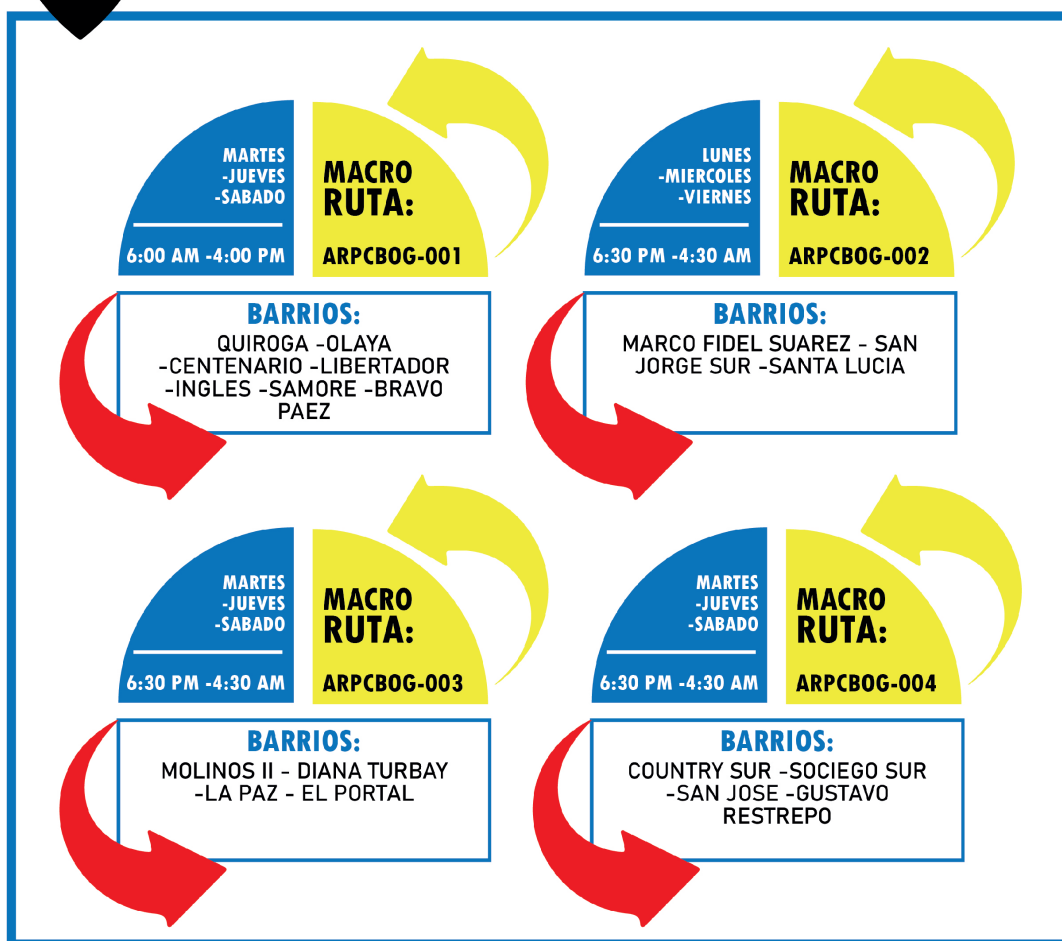 MARTES
-JUEVES
-SABADO
6:00 AM -4:00 PM
MACRO
RUTA:
ARPCBOG-001
BARRIOS:
QUIROGA -OLAYA
-CENTENARIO -LIBERTADOR
-INGLES -SAMORE -BRAVO
PAEZ
LUNES
-MIERCOLES
-VIERNES
6:30 PM -4:30 AM
MACRO
RUTA:
ARPCBOG-002
BARRIOS:
MARCO FIDEL SUAREZ - SAN
JORGE SUR -SANTA LUCIA
MARTES
-JUEVES
-SABADO
6:30 PM -4:30 AM
MACRO
RUTA:
ARPCBOG-003
BARRIOS:
MOLINOS II - DIANA TURBAY
-LA PAZ - EL PORTAL
MARTES
-JUEVES
-SABADO
6:30 PM -4:30 AM
MACRO
RUTA:
ARPCBOG-004
BARRIOS:
COUNTRY SUR -SOCIEGO SUR
-SAN JOSE -GUSTAVO
RESTREPO